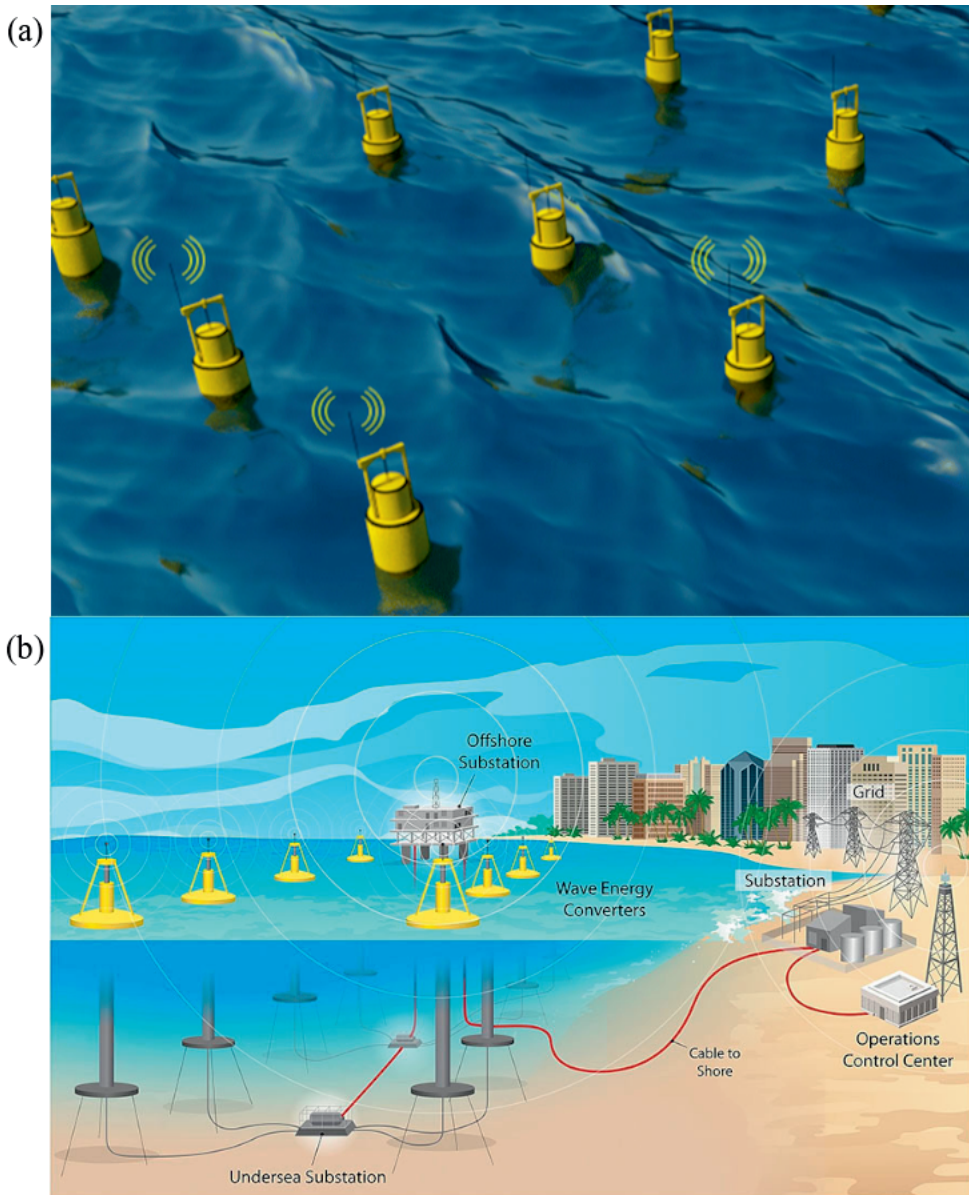 (a)
(b)
Offshore
Substation
Grid
Wave Energy
Converters
Substation
Cable to
Shore
Operations
Control Center
Undersea Substation